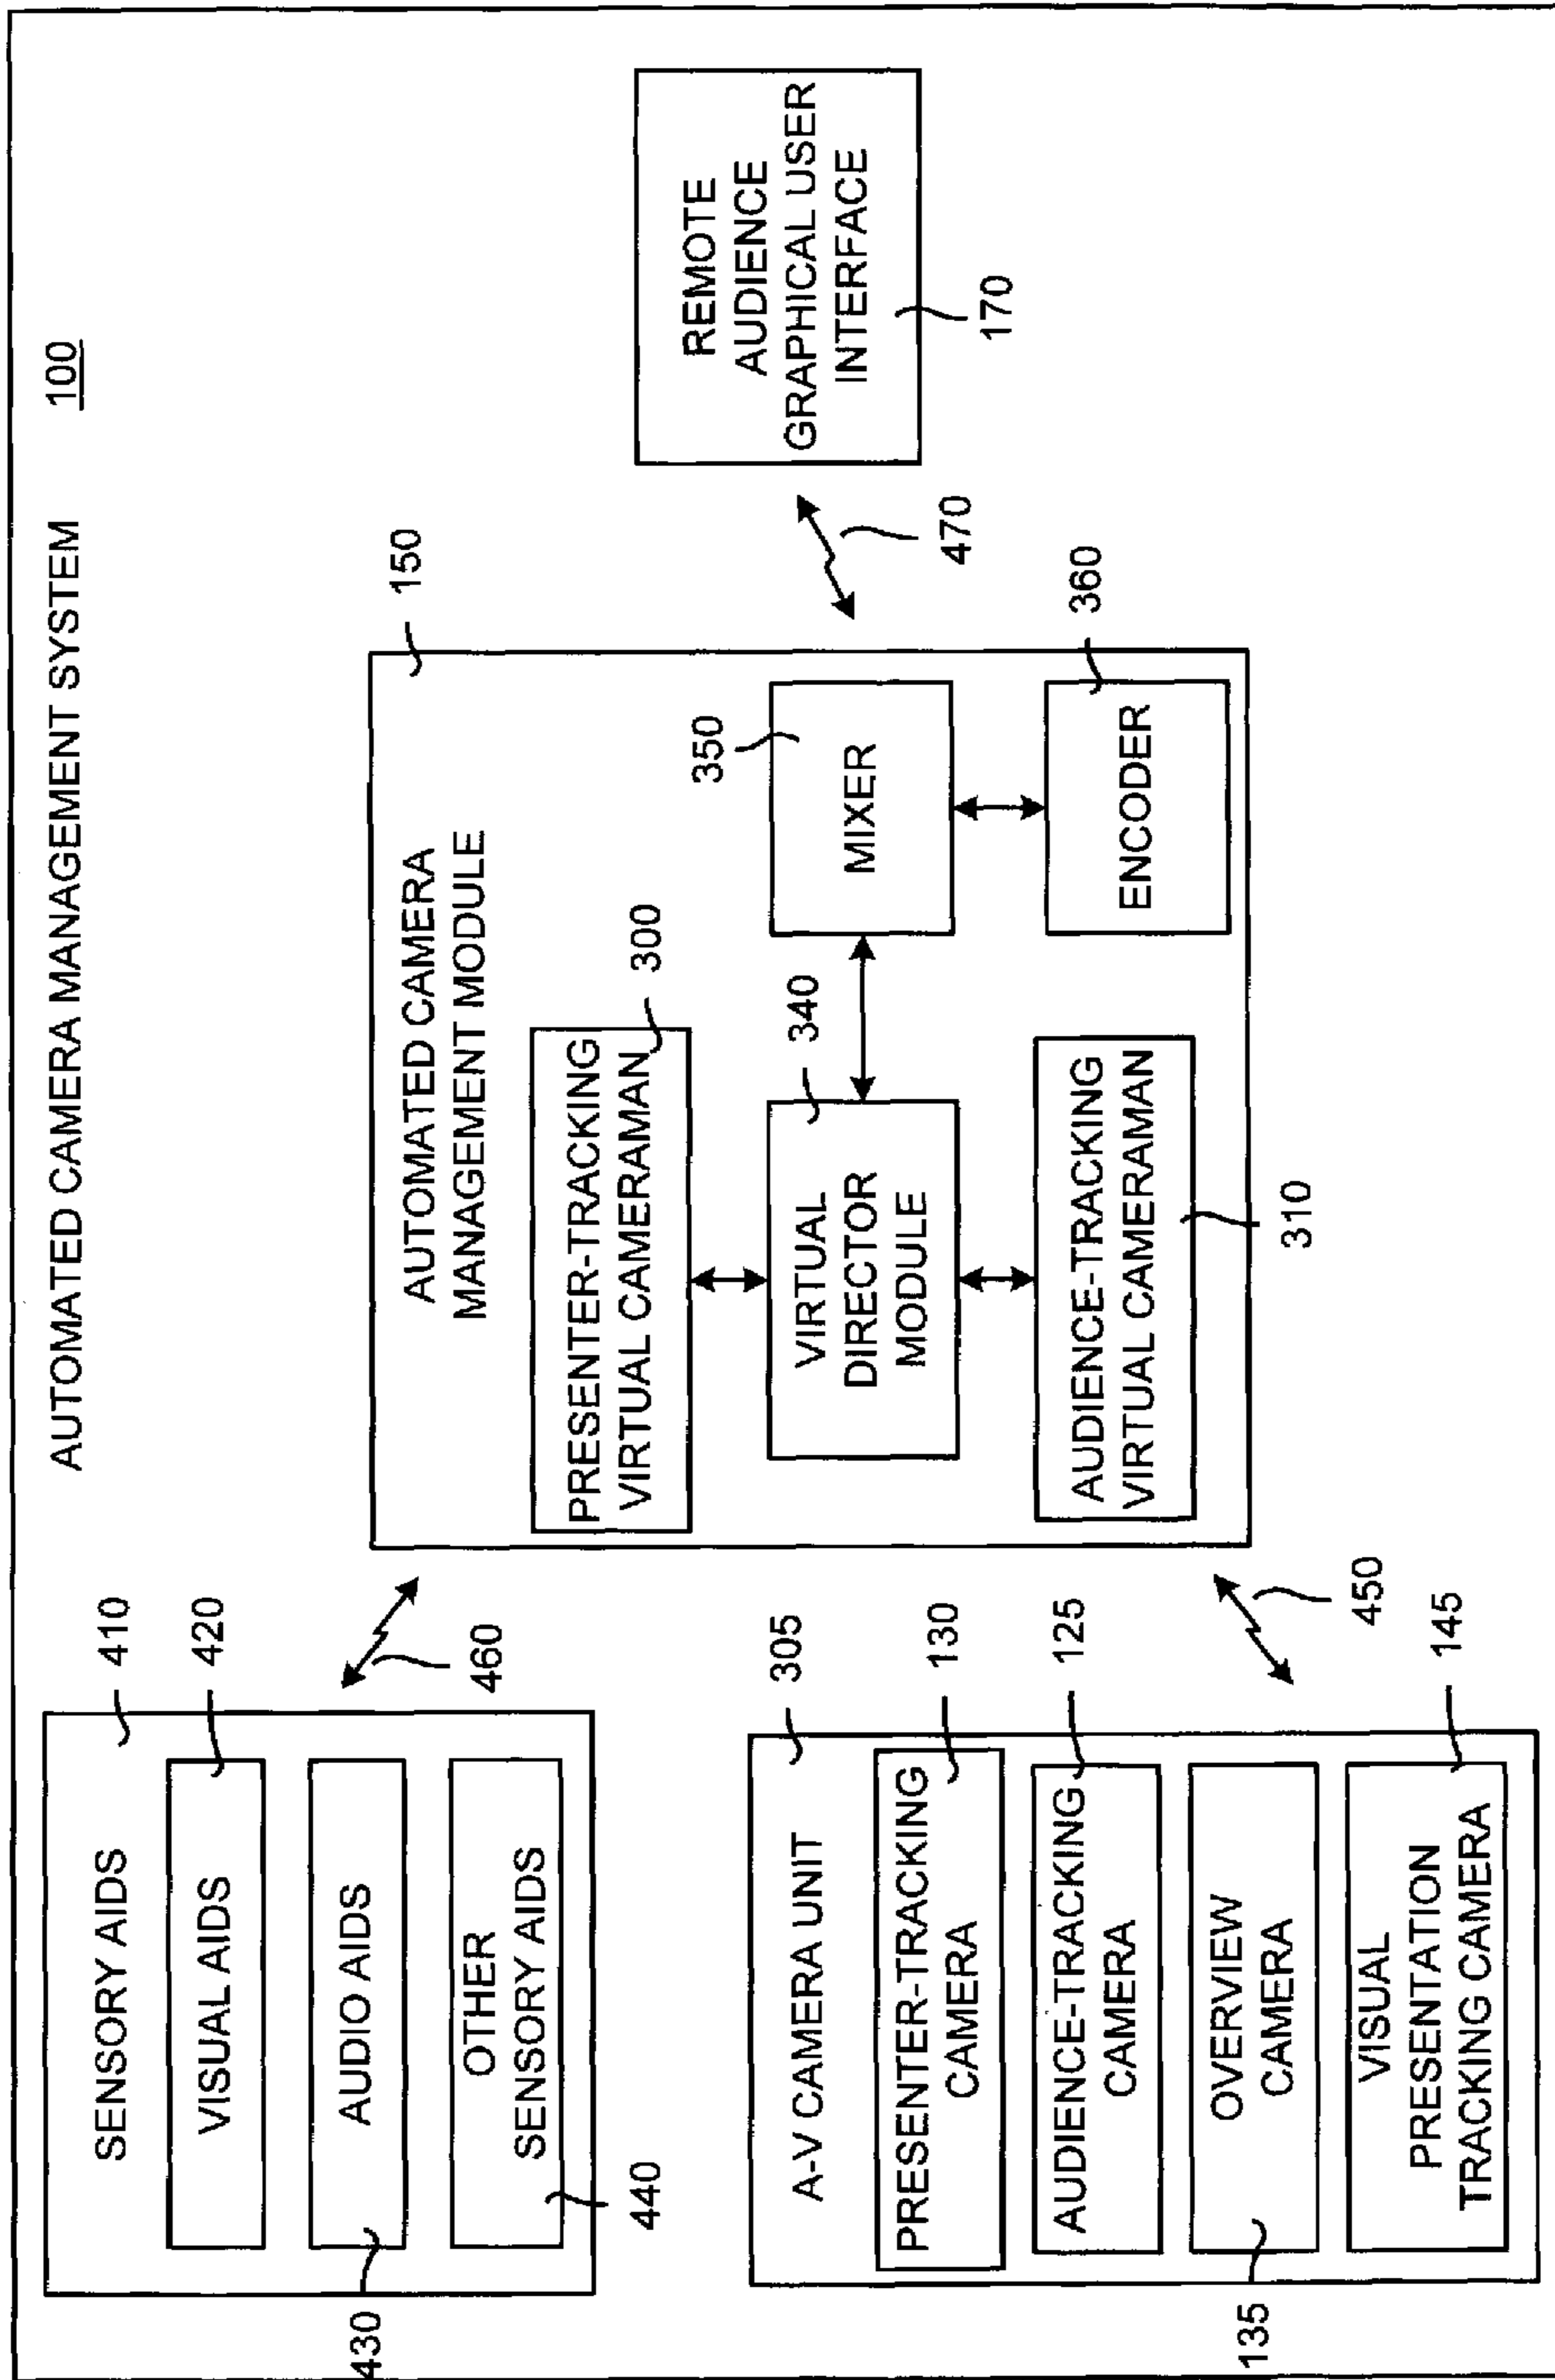 AUTOMATED CAMERA MANAGEMENT SYSTEM
100
SENSORY AIDS
410
VISUAL AIDS
420
AUDIO AIDS
430
OTHER
SENSORY AIDS
440
460
A-V CAMERA UNIT
305
PRESENTER-TRACKING
CAMERA
130
AUDIENCE-TRACKING
CAMERA
125
OVERVIEW
CAMERA
135
VISUAL
PRESENTATION
TRACKING CAMERA
145
450
AUTOMATED CAMERA
MANAGEMENT MODULE
150
PRESENTER-TRACKING
VIRTUAL CAMERAMAN
300
VIRTUAL
DIRECTOR
MODULE
340
AUDIENCE-TRACKING
VIRTUAL CAMERAMAN
310
MIXER
350
ENCODER
360
470
REMOTE
AUDIENCE
GRAPHICAL USER
INTERFACE
170